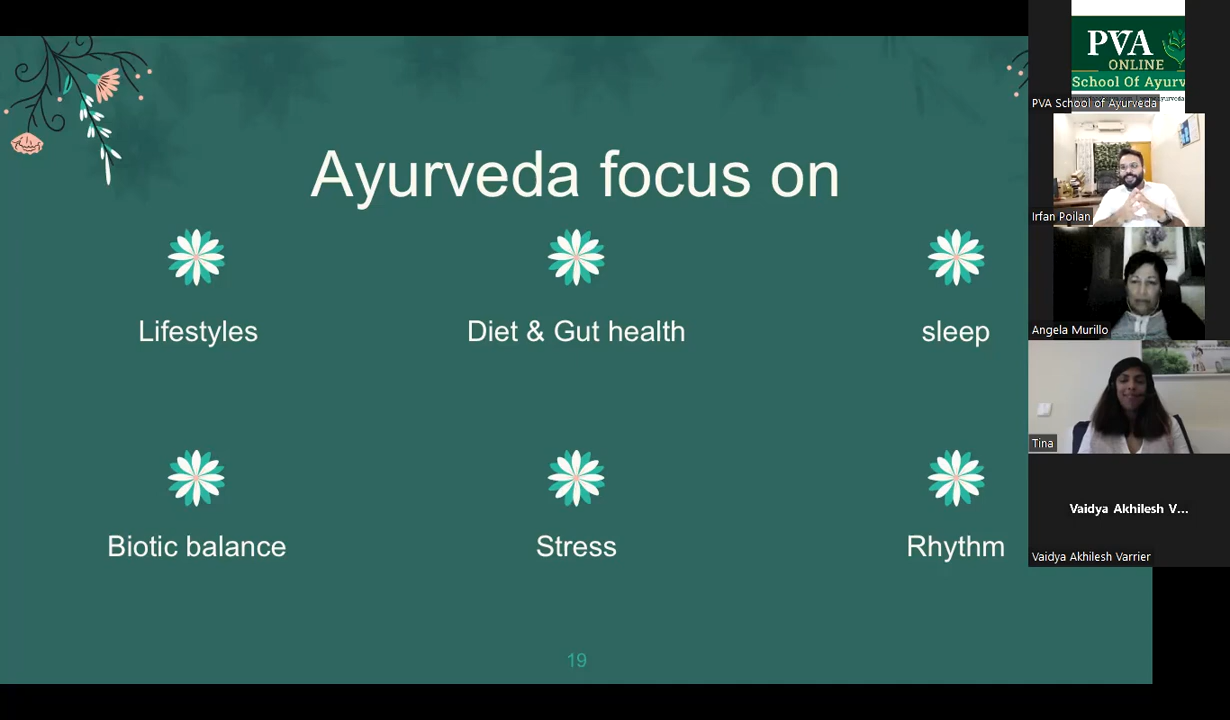 Ayurveda focus on
Lifestyles
Diet & Gut health
sleep
Biotic balance
Stress
Rhythm
19
PVA
ONLINE
School Of Ayurv
PVA School of Ayurveda
Irfan Poilan
Angela Murillo
Tina
Vaidya Akhilesh V...
Vaidya Akhilesh Varrier